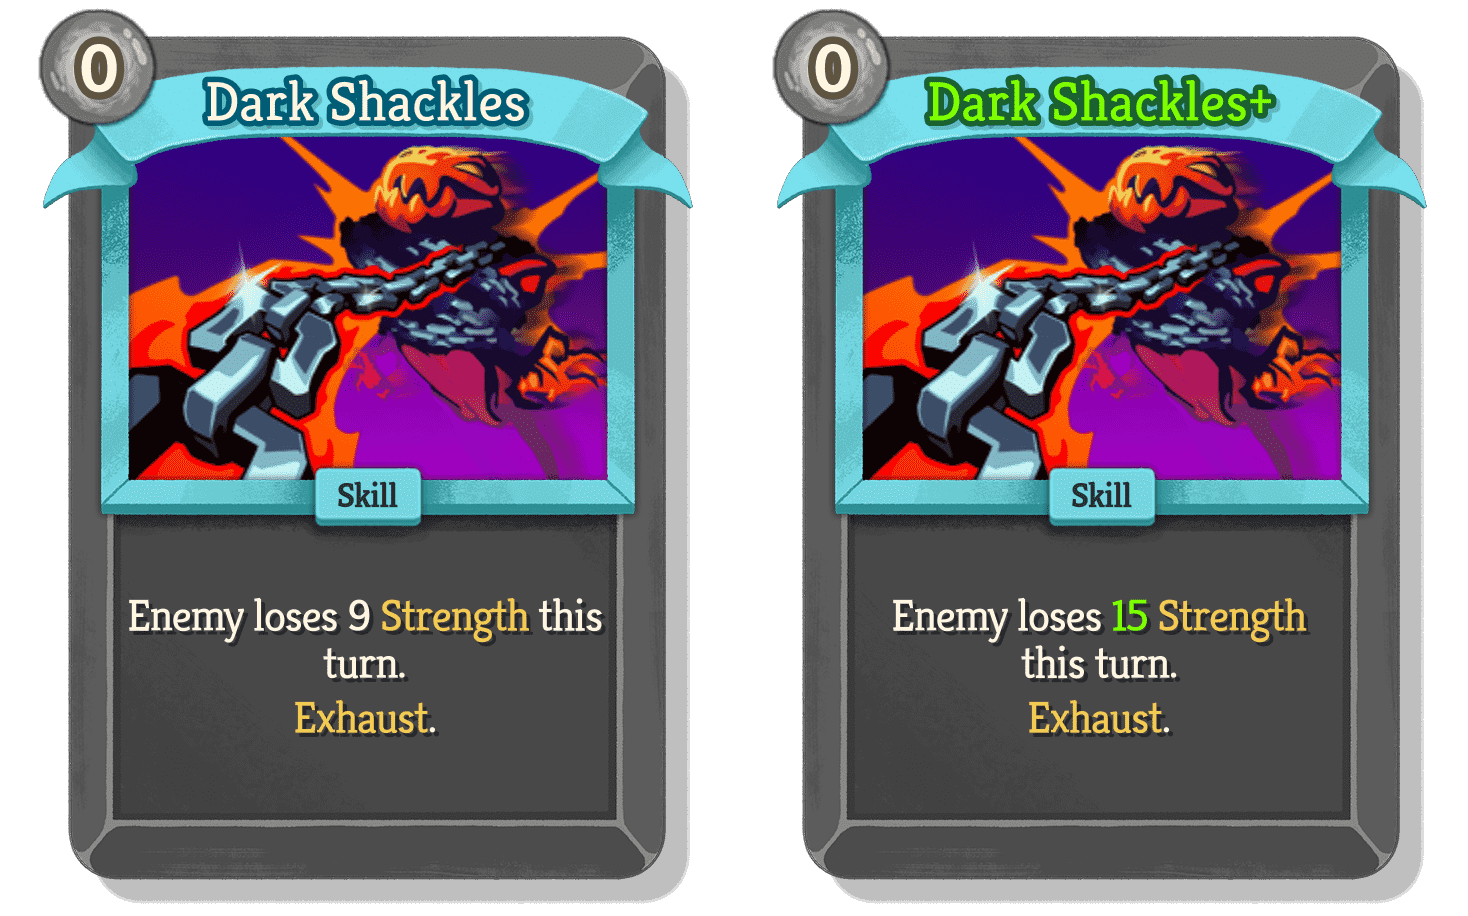 0
Dark Shackles
Skill
Enemy loses 9 Strength this
turn.
Exhaust.
0
Dark Shackles+
Skill
Enemy loses 15 Strength
this turn.
Exhaust.